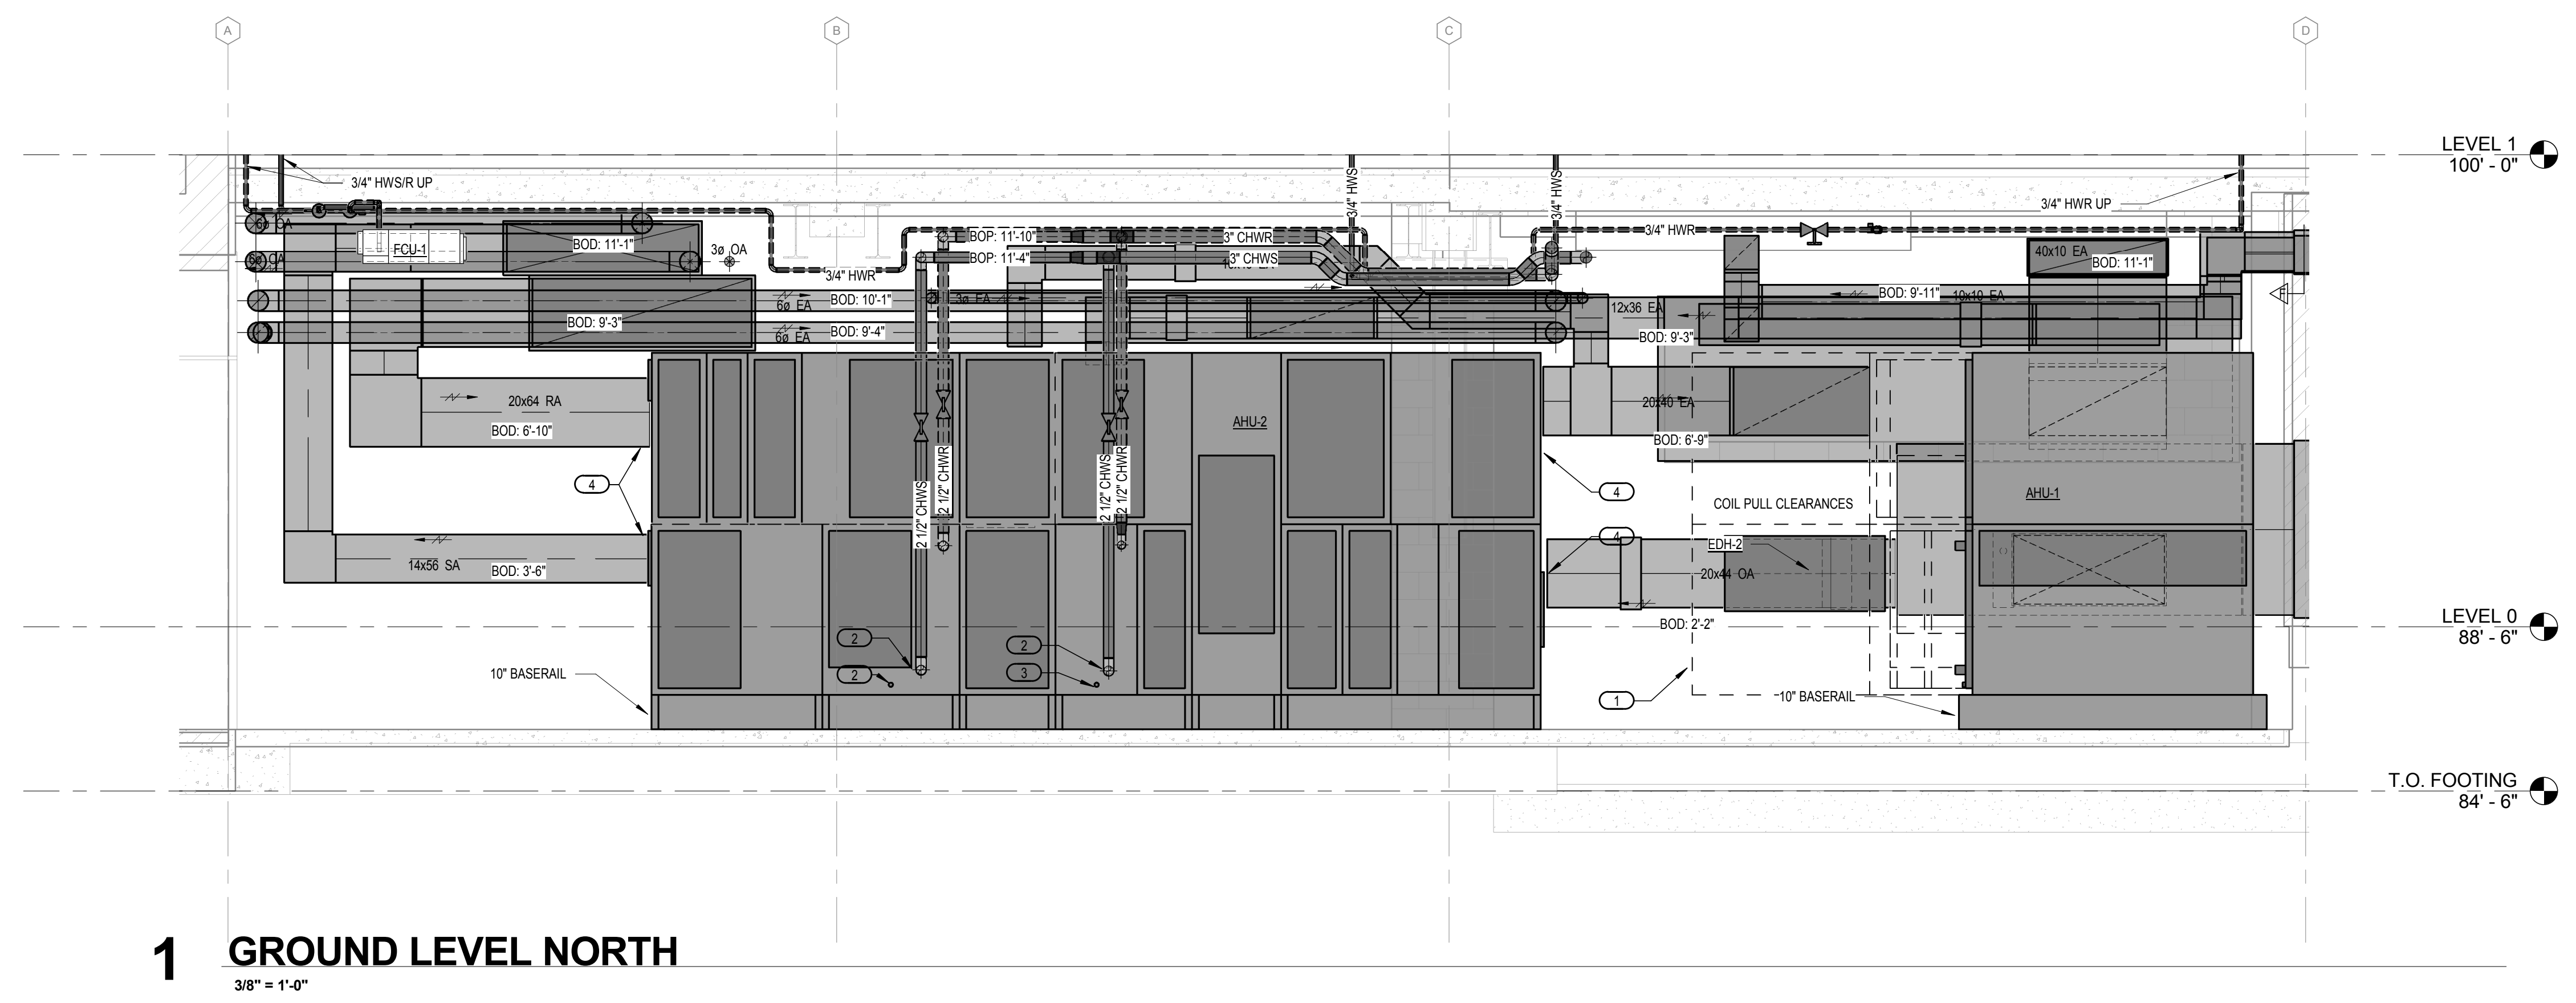 A
B
C
D
LEVEL 1
100' - 0"
3/4" HWS/R UP
3/4" HWS
3/4" HWS
3/4" HWR UP
6ø OA
FCU-1
BOD: 11'-1"
3ø OA
6ø OA
BOP: 11'-10"
3" CHWR
3/4" HWR
BOP: 11'-4"
3" CHWS
3/4" HWR
40x10 EA
BOD: 11'-1"
6ø EA
BOD: 10'-1"
3ø EA
BOD: 9'-11"
10x10 EA
12x36 EA
BOD: 9'-3"
6ø EA
BOD: 9'-4"
BOD: 9'-3"
20x64 RA
BOD: 6'-10"
AHU-2
20x40 EA
BOD: 6'-9"
4
2 1/2" CHWS
2 1/2" CHWR
2 1/2" CHWS
2 1/2" CHWR
4
COIL PULL CLEARANCES
AHU-1
4
EDH-2
14x56 SA
BOD: 3'-6"
20x44 OA
BOD: 2'-2"
LEVEL 0
88' - 6"
2
2
2
3
10" BASERAIL
1
10" BASERAIL
T.O. FOOTING
84' - 6"
1 GROUND LEVEL NORTH
3/8" = 1'-0"